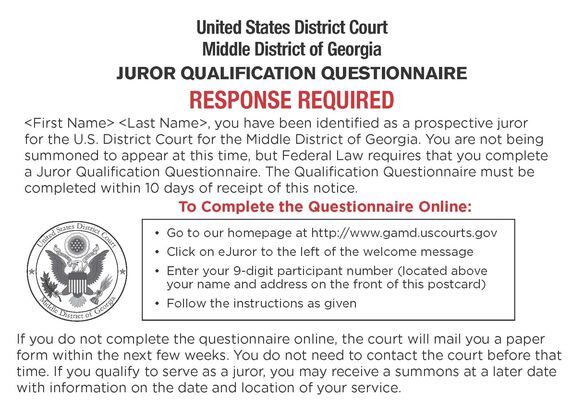 United States District Court
Middle District of Georgia
JUROR QUALIFICATION QUESTIONNAIRE
RESPONSE REQUIRED
<First Name> <Last Name>, you have been identified as a prospective juror
for the U.S. District Court for the Middle District of Georgia. You are not being
summoned to appear at this time, but Federal Law requires that you complete
a Juror Qualification Questionnaire. The Qualification Questionnaire must be
completed within 10 days of receipt of this notice.
To Complete the Questionnaire Online:
United States District Court
Middle District of Georgia
• Go to our homepage at http://www.gamd.uscourts.gov
• Click on eJuror to the left of the welcome message
• Enter your 9-digit participant number (located above
your name and address on the front of this postcard)
• Follow the instructions as given
If you do not complete the questionnaire online, the court will mail you a paper
form within the next few weeks. You do not need to contact the court before that
time. If you qualify to serve as a juror, you may receive a summons at a later date
with information on the date and location of your service.